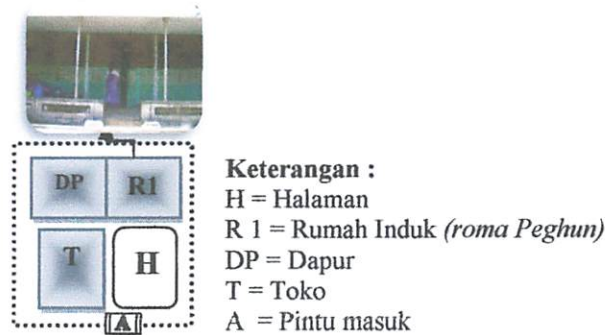 DP R1
T H
A
Keterangan :
H = Halaman
R 1 = Rumah Induk (roma Peghun)
DP = Dapur
T = Toko
A = Pintu masuk